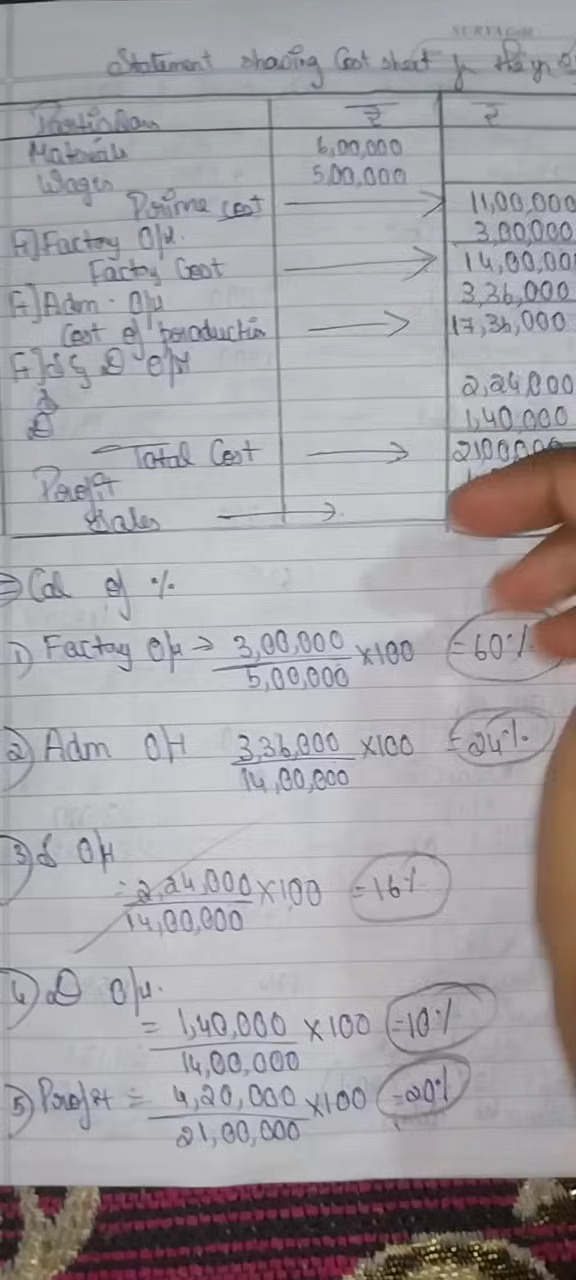 SURYA
Statement showing Cost sheet
Particulars ₹ ₹
Materials 6,00,000
Wages 5,00,000
Prime cost → 11,00,000
+] Factory O/H. 3,00,000
Factory Cost → 14,00,000
+] Adm. O/H 3,36,000
Cost of production → 17,36,000
+] S & D O/H
S 2,24,000
D 1,40,000
Total Cost → 2100,000
Profit
Sales →
Cal of %
1) Factory O/H → 3,00,000 / 5,00,000 ×100 = 60%
2) Adm OH 3,36,000 / 14,00,000 ×100 = 24%
3) S O/H
= 2,24,000 / 14,00,000 ×100 = 16%
4) D O/H.
= 1,40,000 / 14,00,000 ×100 = 10%
5) Profit = 4,20,000 / 21,00,000 ×100 = 20%